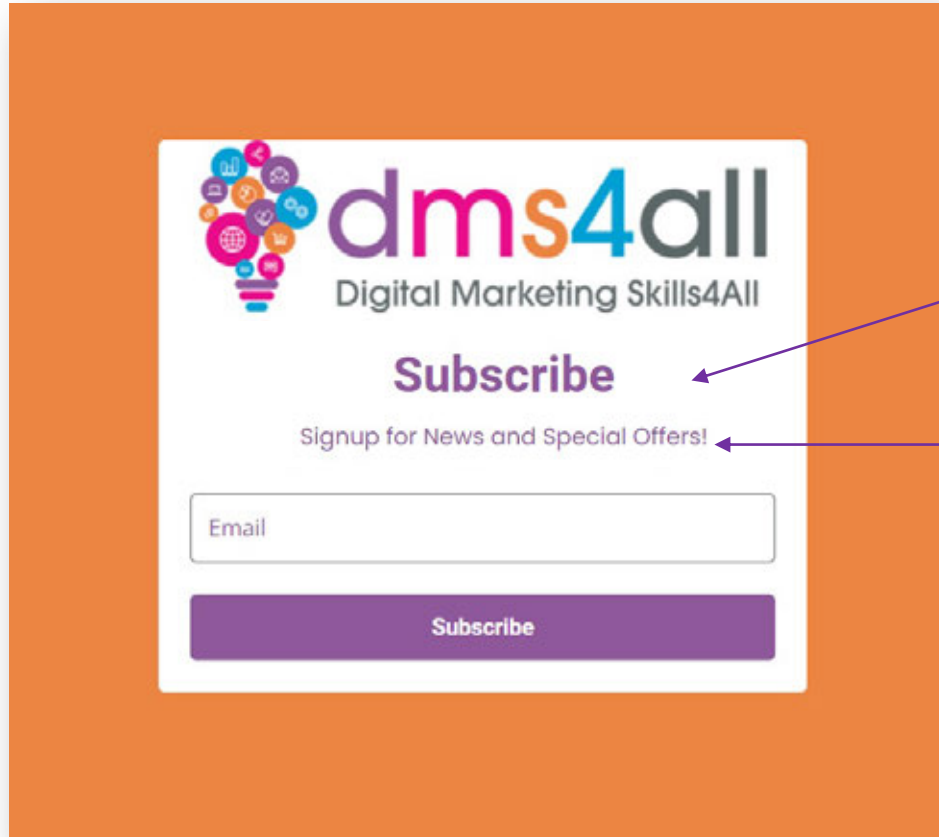 dms4all
Digital Marketing Skills4All
Subscribe
Signup for News and Special Offers!
Email
Subscribe